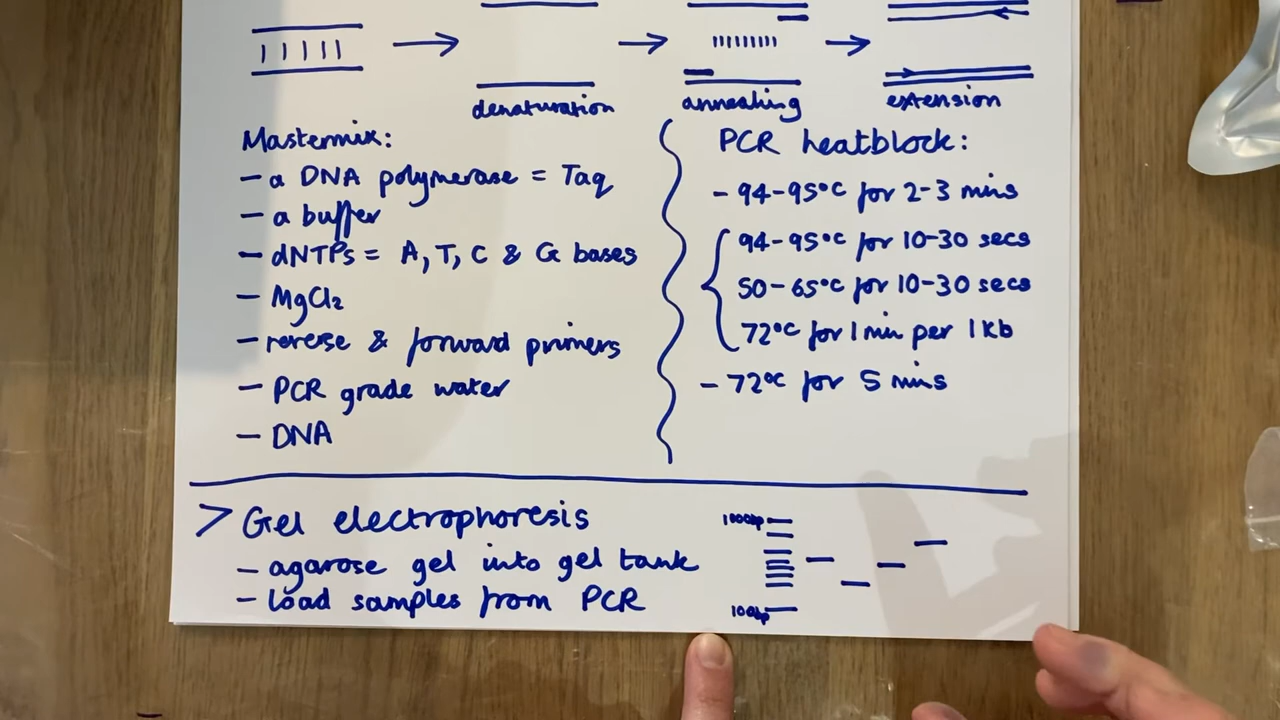 denaturation
annealing
extension
Mastermix:
- a DNA polymerase = Taq
- a buffer
- dNTPs = A, T, C & G bases
- MgCl2
- reverse & forward primers
- PCR grade water
- DNA
PCR heatblock:
- 94-95°C for 2-3 mins
94-95°C for 10-30 secs
50-65°C for 10-30 secs
72°C for 1 min per 1 kb
- 72°C for 5 mins
> Gel electrophoresis
- agarose gel into gel tank
- load samples from PCR
1000bp
100bp